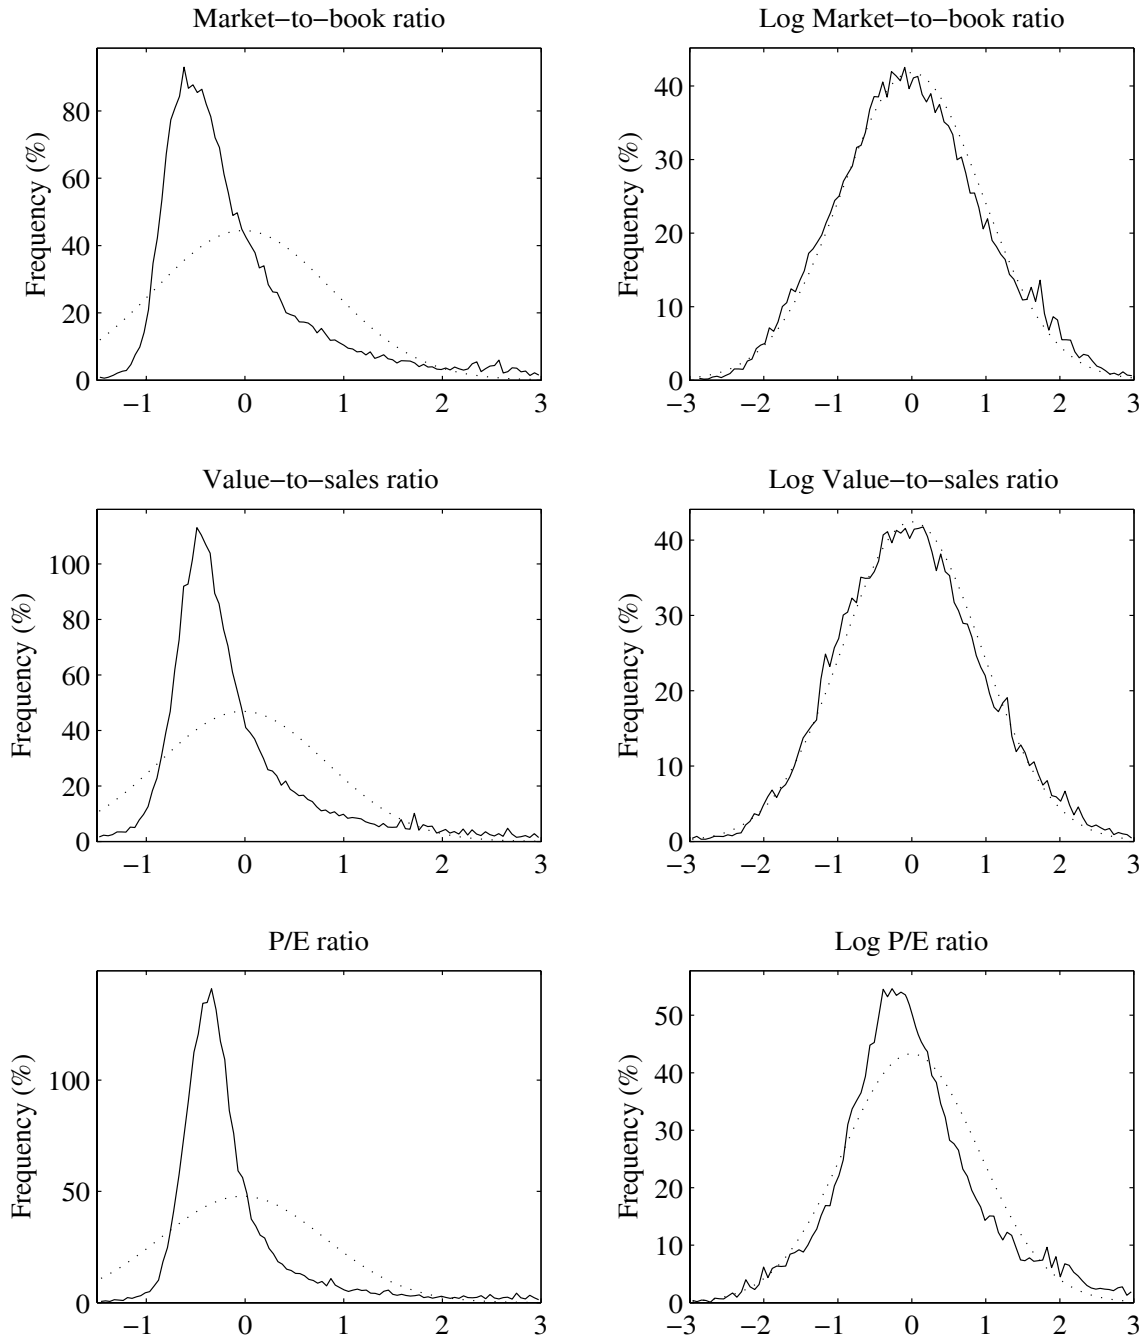 Market−to−book ratio
Frequency (%)
80
60
40
20
0
−1 0 1 2 3
Log Market−to−book ratio
Frequency (%)
40
30
20
10
0
−3 −2 −1 0 1 2 3
Value−to−sales ratio
Frequency (%)
100
80
60
40
20
0
−1 0 1 2 3
Log Value−to−sales ratio
Frequency (%)
40
30
20
10
0
−3 −2 −1 0 1 2 3
P/E ratio
Frequency (%)
100
50
0
−1 0 1 2 3
Log P/E ratio
Frequency (%)
50
40
30
20
10
0
−3 −2 −1 0 1 2 3